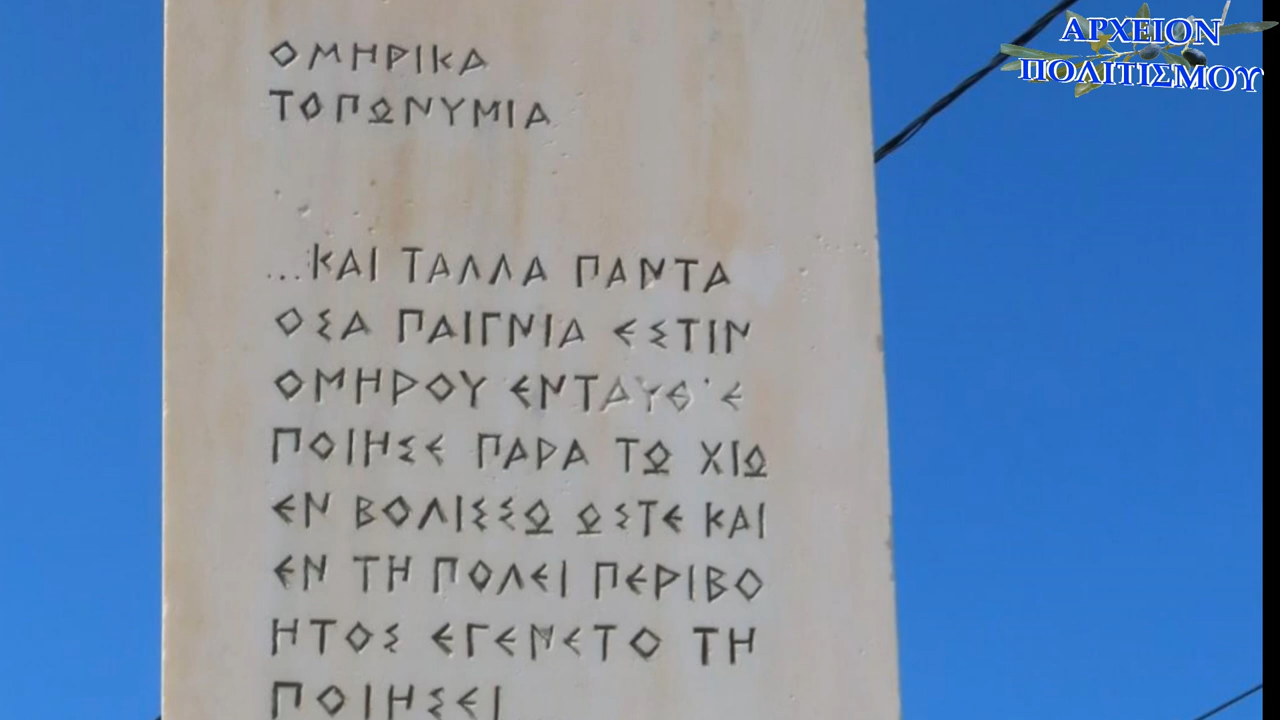 ΑΡΧΕΙΟΝ
ΠΟΛΙΤΙΣΜΟΥ
ΟΜΗΡΙΚΑ
ΤΟΠΩΝΥΜΙΑ
...ΚΑΙ ΤΑΛΛΑ ΠΑΝΤΑ
ΟΣΑ ΠΑΙΓΝΙΑ ΕΣΤΙΝ
ΟΜΗΡΟΥ ΕΝΤΑΥΘ'Ε
ΠΟΙΗΣΕ ΠΑΡΑ ΤΩ ΧΙΩ
ΕΝ ΒΟΛΙΣΣΩ ΩΣΤΕ ΚΑΙ
ΕΝ ΤΗ ΠΟΛΕΙ ΠΕΡΙΒΟ
ΗΤΟΣ ΕΓΕΝΕΤΟ ΤΗ
ΠΟΙΗΣΕΙ